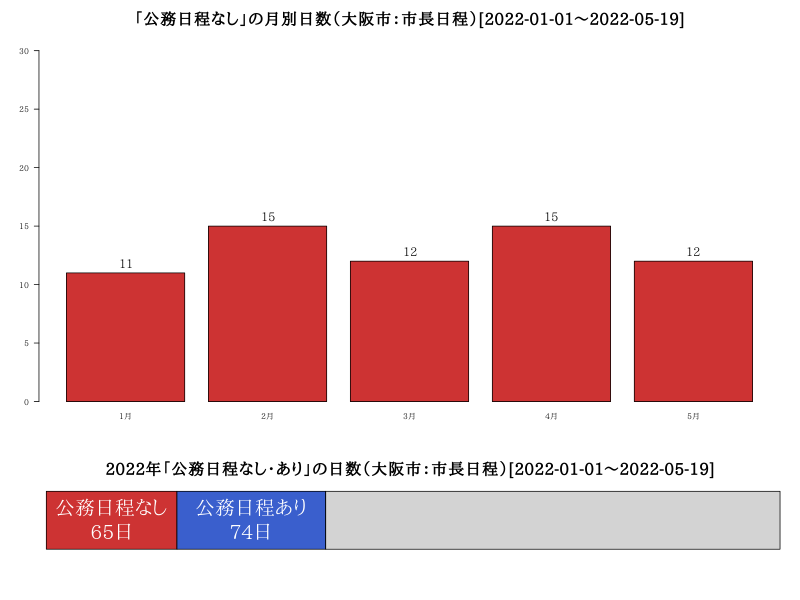 「公務日程なし」の月別日数(大阪市:市長日程)[2022-01-01〜2022-05-19]
30
25
20
15
10
5
0
11
15
12
15
12
1月
2月
3月
4月
5月
2022年「公務日程なし・あり」の日数(大阪市:市長日程)[2022-01-01〜2022-05-19]
公務日程なし
65日
公務日程あり
74日